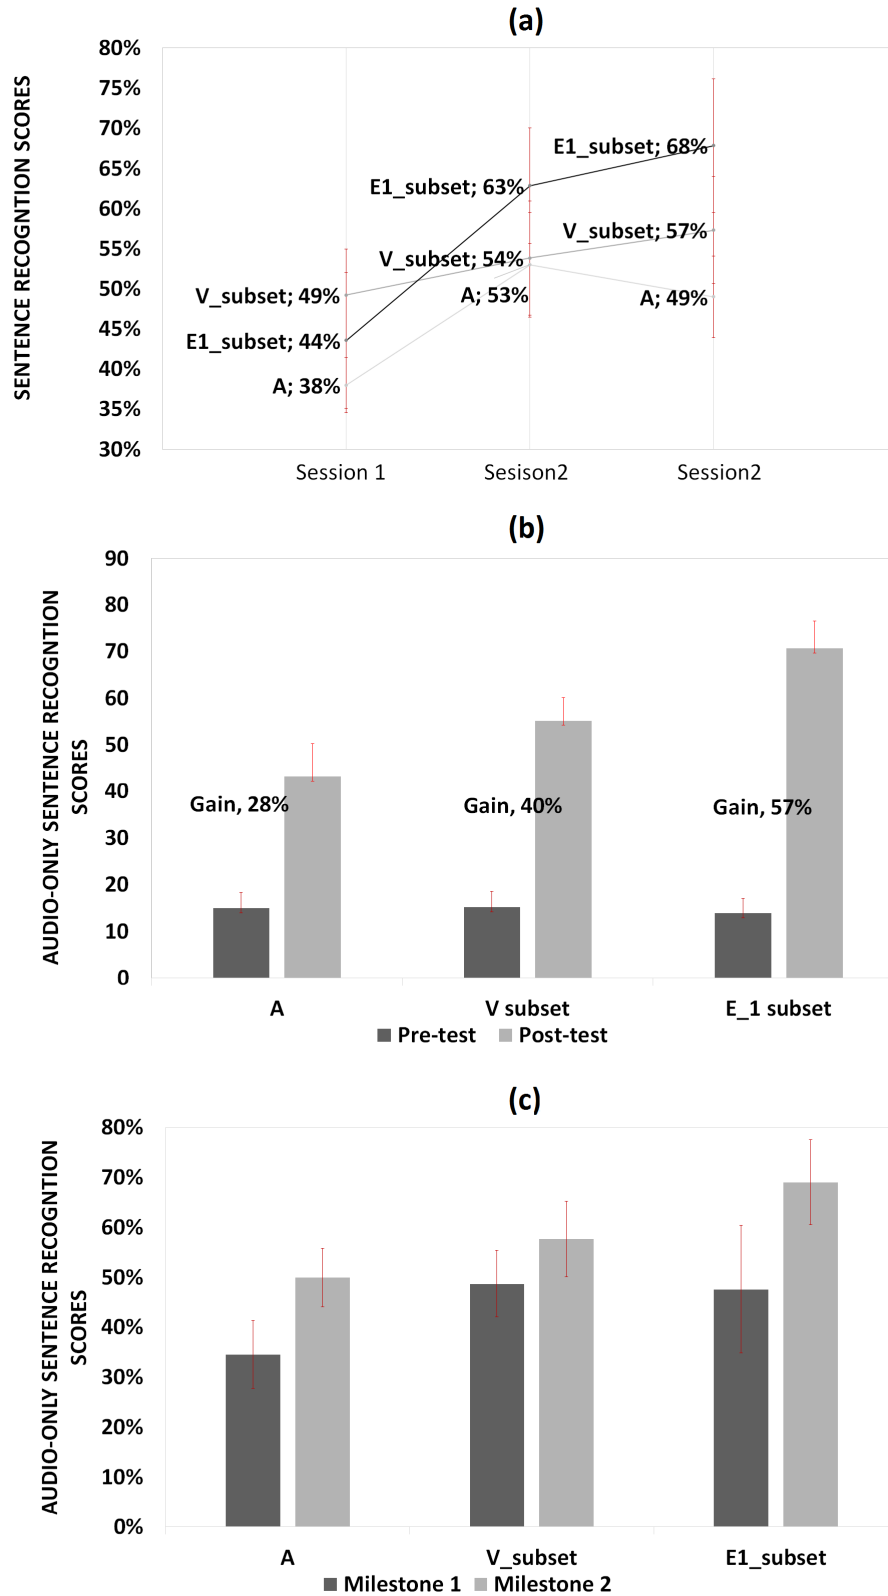 (a)
SENTENCE RECOGNTION SCORES
80%
75%
70%
65%
60%
55%
50%
45%
40%
35%
30%
E1_subset; 68%
E1_subset; 63%
V_subset; 57%
V_subset; 54%
V_subset; 49%
A; 53%
A; 49%
E1_subset; 44%
A; 38%
Session 1
Sesison2
Session2
(b)
AUDIO-ONLY SENTENCE RECOGNTION
SCORES
90
80
70
60
50
40
30
20
10
0
Gain, 28%
Gain, 40%
Gain, 57%
A
V subset
E_1 subset
Pre-test
Post-test
(c)
AUDIO-ONLY SENTENCE RECOGNTION
SCORES
80%
70%
60%
50%
40%
30%
20%
10%
0%
A
V_subset
E1_subset
Milestone 1
Milestone 2